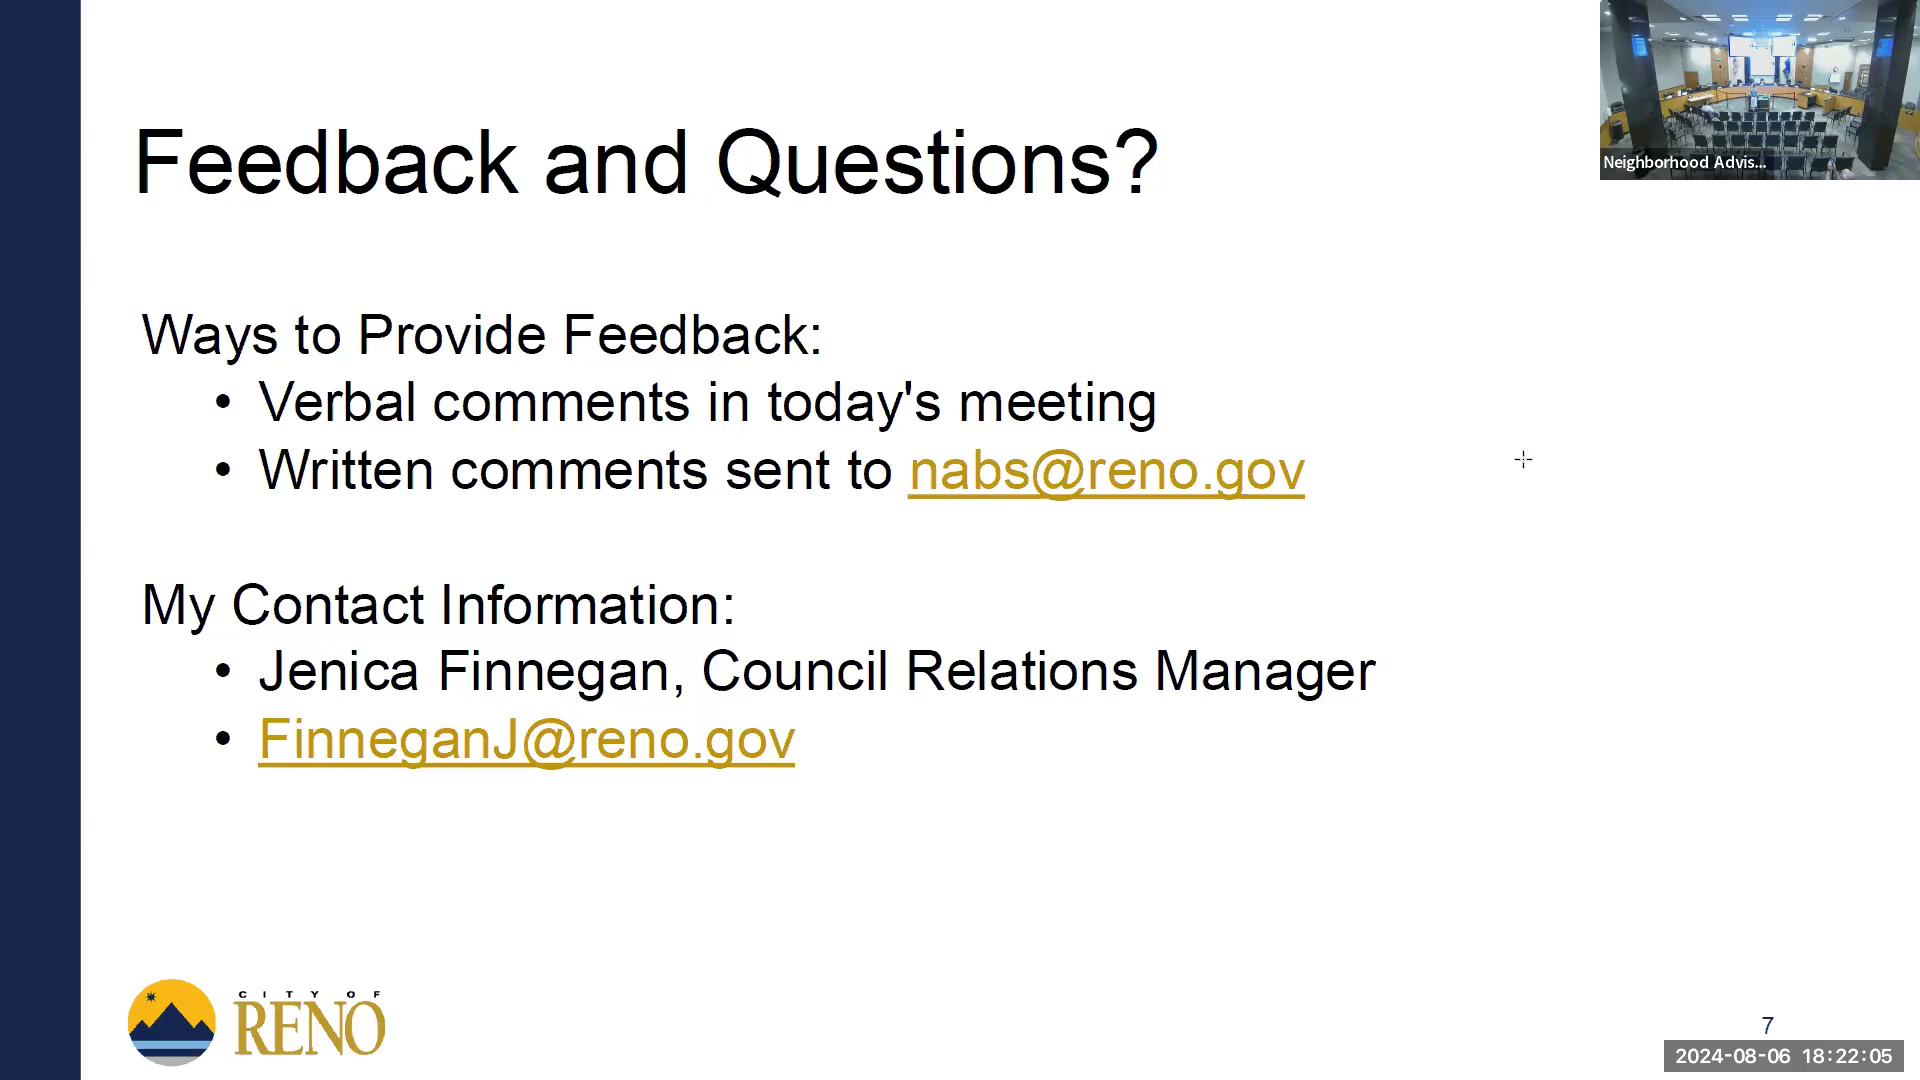 Neighborhood Advis...
Feedback and Questions?
Ways to Provide Feedback:
• Verbal comments in today's meeting
• Written comments sent to nabs@reno.gov
My Contact Information:
• Jenica Finnegan, Council Relations Manager
• FinneganJ@reno.gov
CITY OF
RENO
7
2024-08-06 18:22:05